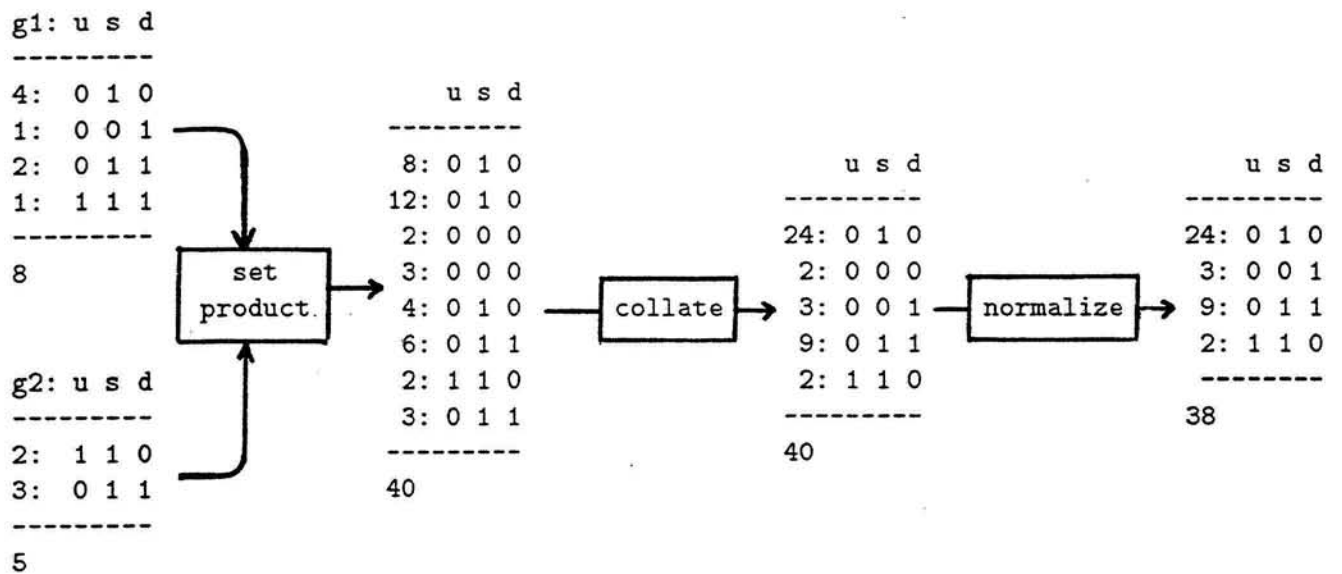 g1: u s d
---------
4: 0 1 0
1: 0 0 1
2: 0 1 1
1: 1 1 1
---------
8
g2: u s d
---------
2: 1 1 0
3: 0 1 1
---------
5
set
product
u s d
---------
8: 0 1 0
12: 0 1 0
2: 0 0 0
3: 0 0 0
4: 0 1 0
6: 0 1 1
2: 1 1 0
3: 0 1 1
---------
40
collate
u s d
---------
24: 0 1 0
2: 0 0 0
3: 0 0 1
9: 0 1 1
2: 1 1 0
---------
40
normalize
u s d
---------
24: 0 1 0
3: 0 0 1
9: 0 1 1
2: 1 1 0
--------
38